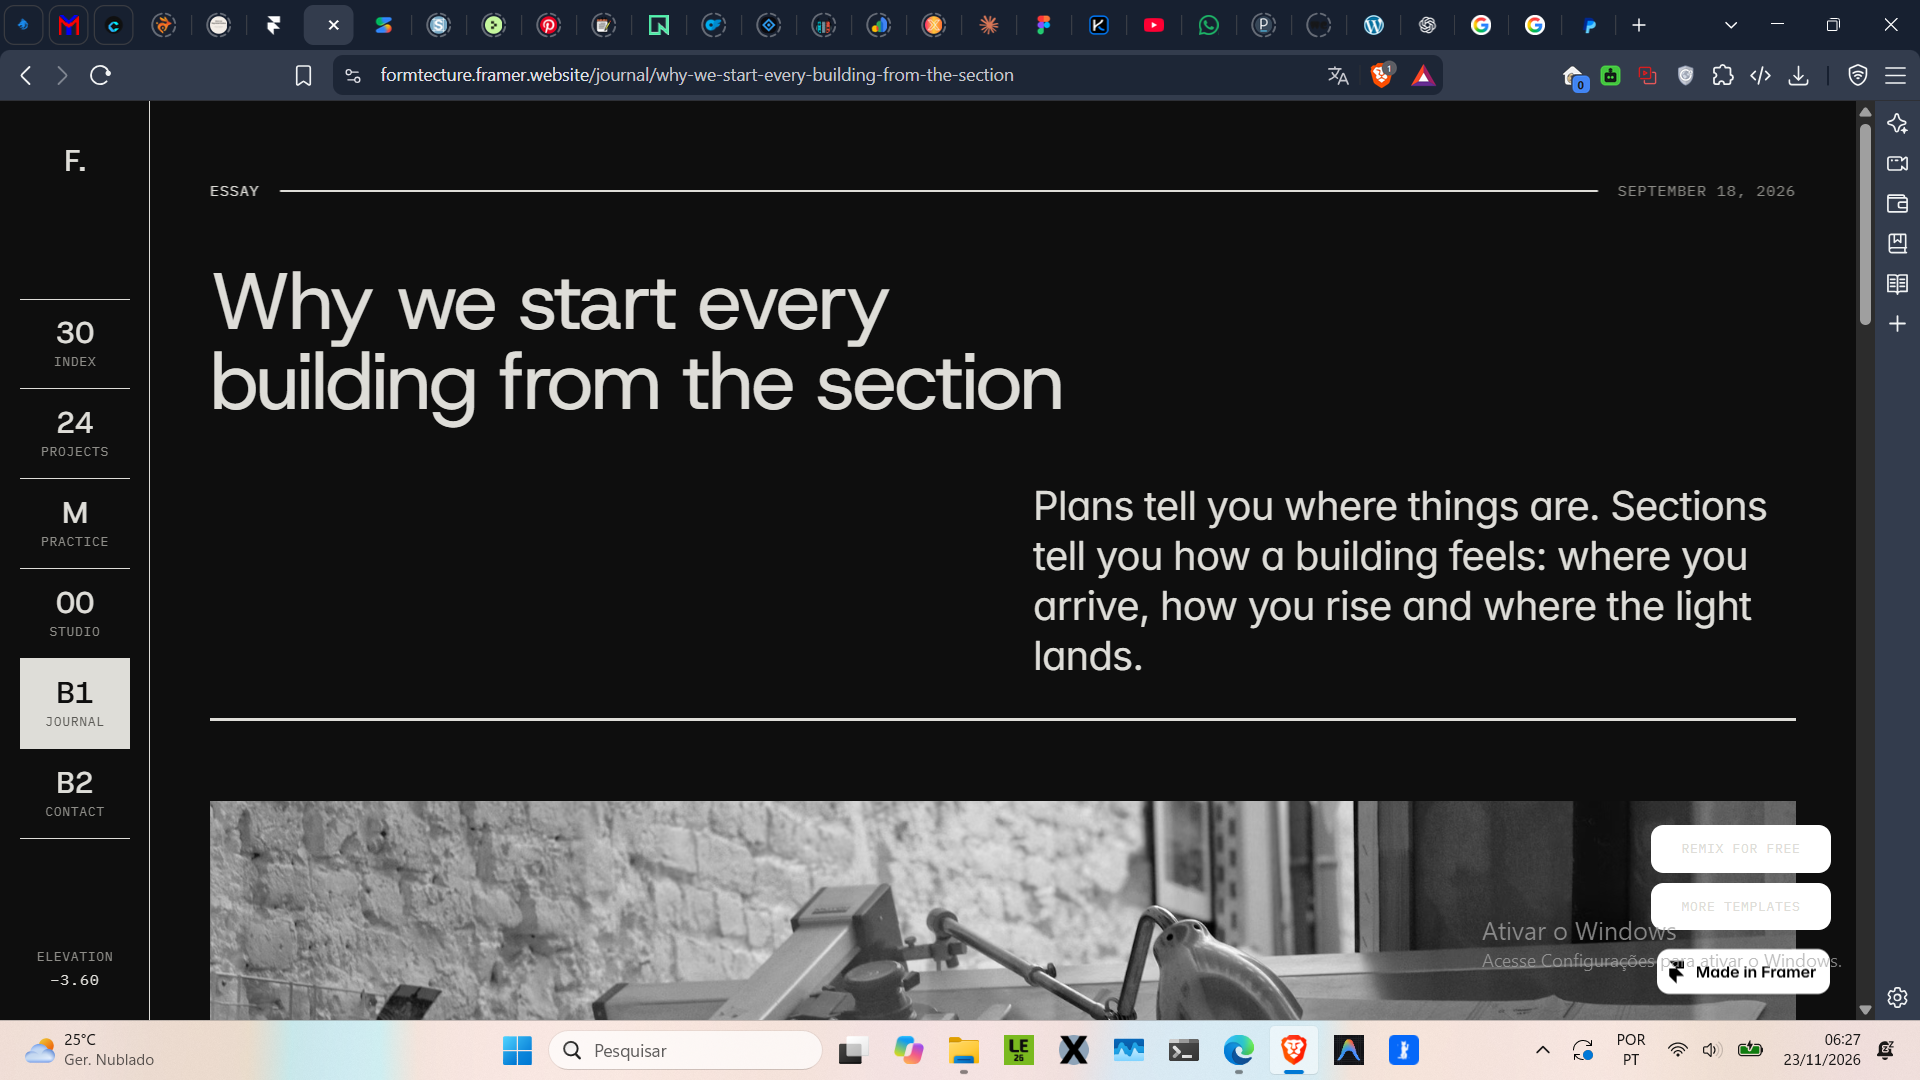 formtecture.framer.website/journal/why-we-start-every-building-from-the-section
1
0
F.
30
INDEX
24
PROJECTS
M
PRACTICE
00
STUDIO
B1
JOURNAL
B2
CONTACT
ELEVATION
−3.60
ESSAY
SEPTEMBER 18, 2026
Why we start every
building from the section
Plans tell you where things are. Sections
tell you how a building feels: where you
arrive, how you rise and where the light
lands.
REMIX FOR FREE
MORE TEMPLATES
Ativar o Windows
Acesse Configurações para ativar o Windows.
Made in Framer
25°C
Ger. Nublado
Pesquisar
LE
26
POR
PT
06:27
23/11/2026